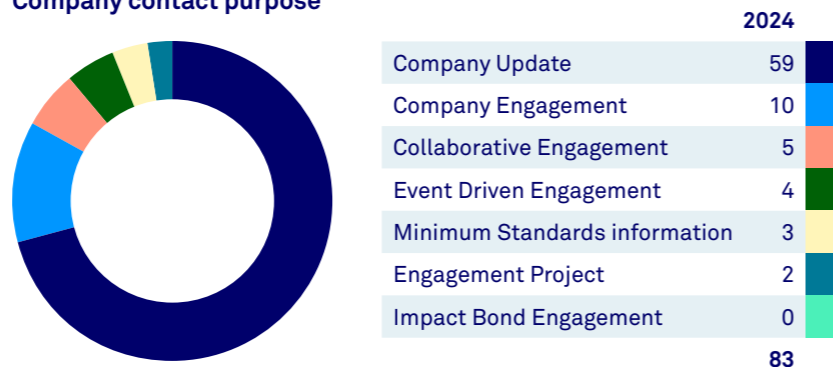 Company contact purpose
2024
Company Update 59
Company Engagement 10
Collaborative Engagement 5
Event Driven Engagement 4
Minimum Standards information 3
Engagement Project 2
Impact Bond Engagement 0
83